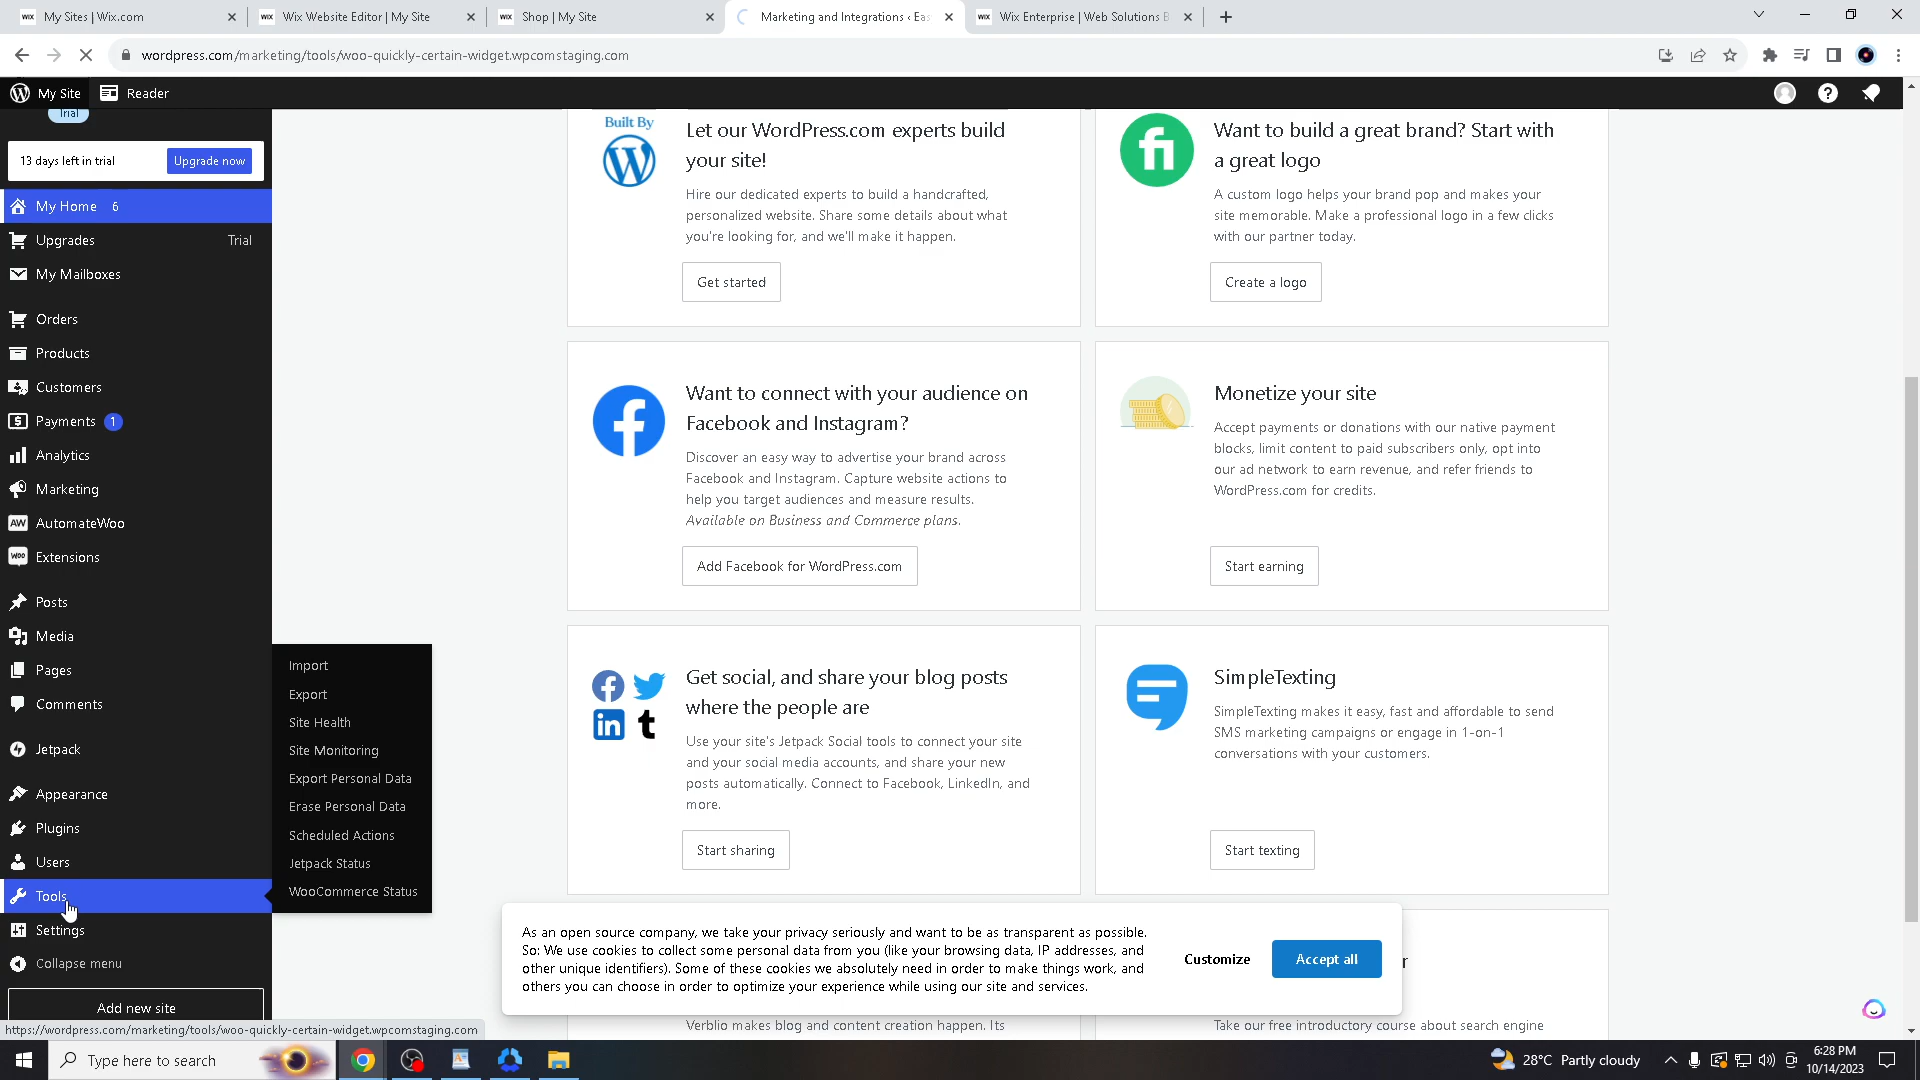 WIX My Sites | Wix.com
WIX Wix Website Editor | My Site
WIX Shop | My Site
Marketing and Integrations ‹ Eas
WIX Wix Enterprise | Web Solutions B
wordpress.com/marketing/tools/woo-quickly-certain-widget.wpcomstaging.com
My Site
Reader
Trial
13 days left in trial
Upgrade now
My Home 6
Upgrades Trial
My Mailboxes
Orders
Products
Customers
Payments 1
Analytics
Marketing
AW AutomateWoo
Woo Extensions
Posts
Media
Pages
Comments
Jetpack
Appearance
Plugins
Users
Tools
Settings
Collapse menu
Add new site
https://wordpress.com/marketing/tools/woo-quickly-certain-widget.wpcomstaging.com
Import
Export
Site Health
Site Monitoring
Export Personal Data
Erase Personal Data
Scheduled Actions
Jetpack Status
WooCommerce Status
Built By
Let our WordPress.com experts build
your site!
Hire our dedicated experts to build a handcrafted,
personalized website. Share some details about what
you're looking for, and we'll make it happen.
Get started
fi
Want to build a great brand? Start with
a great logo
A custom logo helps your brand pop and makes your
site memorable. Make a professional logo in a few clicks
with our partner today.
Create a logo
Want to connect with your audience on
Facebook and Instagram?
Discover an easy way to advertise your brand across
Facebook and Instagram. Capture website actions to
help you target audiences and measure results.
Available on Business and Commerce plans.
Add Facebook for WordPress.com
Monetize your site
Accept payments or donations with our native payment
blocks, limit content to paid subscribers only, opt into
our ad network to earn revenue, and refer friends to
WordPress.com for credits.
Start earning
Get social, and share your blog posts
where the people are
Use your site's Jetpack Social tools to connect your site
and your social media accounts, and share your new
posts automatically. Connect to Facebook, LinkedIn, and
more.
Start sharing
SimpleTexting
SimpleTexting makes it easy, fast and affordable to send
SMS marketing campaigns or engage in 1-on-1
conversations with your customers.
Start texting
As an open source company, we take your privacy seriously and want to be as transparent as possible.
So: We use cookies to collect some personal data from you (like your browsing data, IP addresses, and
other unique identifiers). Some of these cookies we absolutely need in order to make things work, and
others you can choose in order to optimize your experience while using our site and services.
Customize
Accept all
r
Verblio makes blog and content creation happen. Its
Take our free introductory course about search engine
Type here to search
28°C Partly cloudy
6:28 PM
10/14/2023